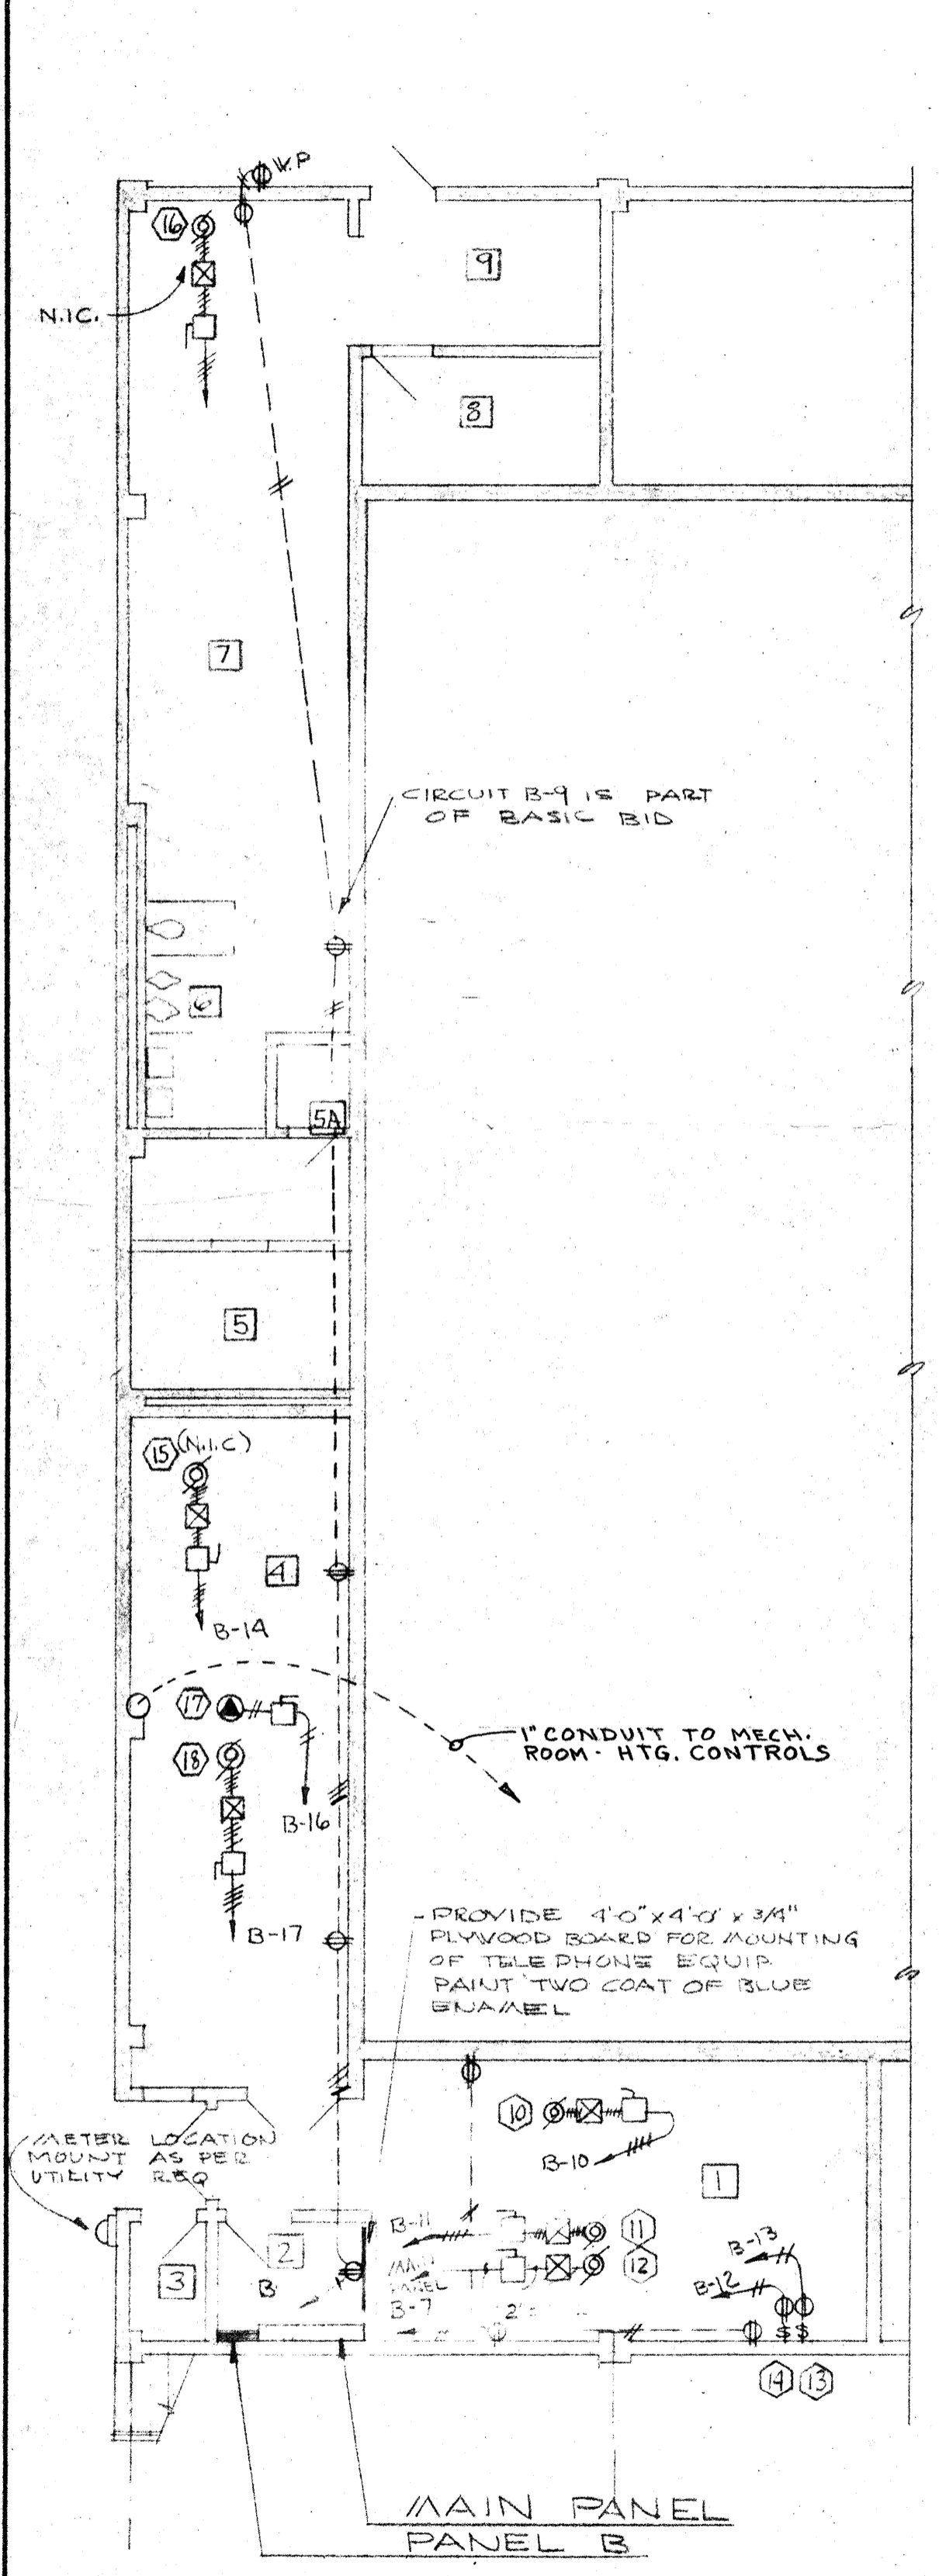 W.P
16
9
N.I.C.
8
7
CIRCUIT B-9 IS PART
OF BASIC BID
6
5A
5
15 (N.I.C)
4
B-14
17
1" CONDUIT TO MECH.
ROOM - HTG. CONTROLS
18
B-16
B-17
- PROVIDE 4'-0" x 4'-0" x 3/4"
PLYWOOD BOARD FOR MOUNTING
OF TELEPHONE EQUIP.
PAINT TWO COAT OF BLUE
ENAMEL
10
B-10
METER LOCATION
MOUNT AS PER
UTILITY REQ
1
B-11
11
2
B-13
3
MAIN
12
B
PANEL
B-12
B-7
2'
$ $
14 13
MAIN PANEL
PANEL B